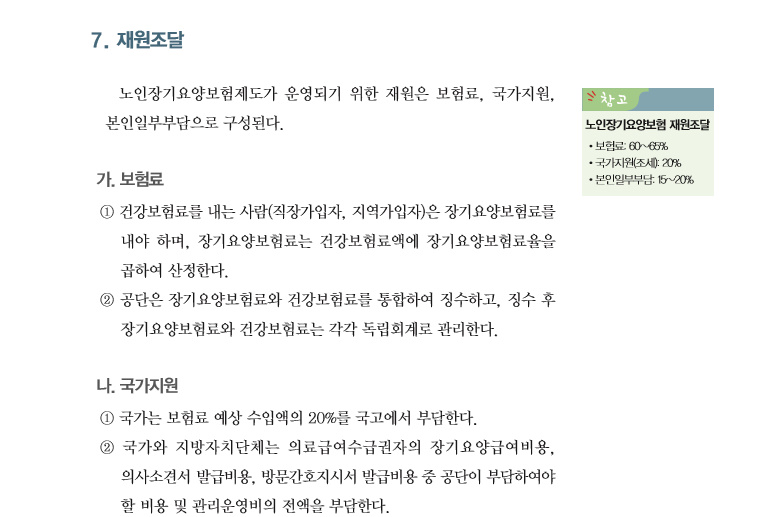 7. 재원조달
노인장기요양보험제도가 운영되기 위한 재원은 보험료, 국가지원,
본인일부부담으로 구성된다.
참고
노인장기요양보험 재원조달
• 보험료: 60~65%
• 국가지원(조세): 20%
• 본인일부부담: 15~20%
가. 보험료
① 건강보험료를 내는 사람(직장가입자, 지역가입자)은 장기요양보험료를
내야 하며, 장기요양보험료는 건강보험료액에 장기요양보험료율을
곱하여 산정한다.
② 공단은 장기요양보험료와 건강보험료를 통합하여 징수하고, 징수 후
장기요양보험료와 건강보험료는 각각 독립회계로 관리한다.
나. 국가지원
① 국가는 보험료 예상 수입액의 20%를 국고에서 부담한다.
② 국가와 지방자치단체는 의료급여수급권자의 장기요양급여비용,
의사소견서 발급비용, 방문간호지시서 발급비용 중 공단이 부담하여야
할 비용 및 관리운영비의 전액을 부담한다.